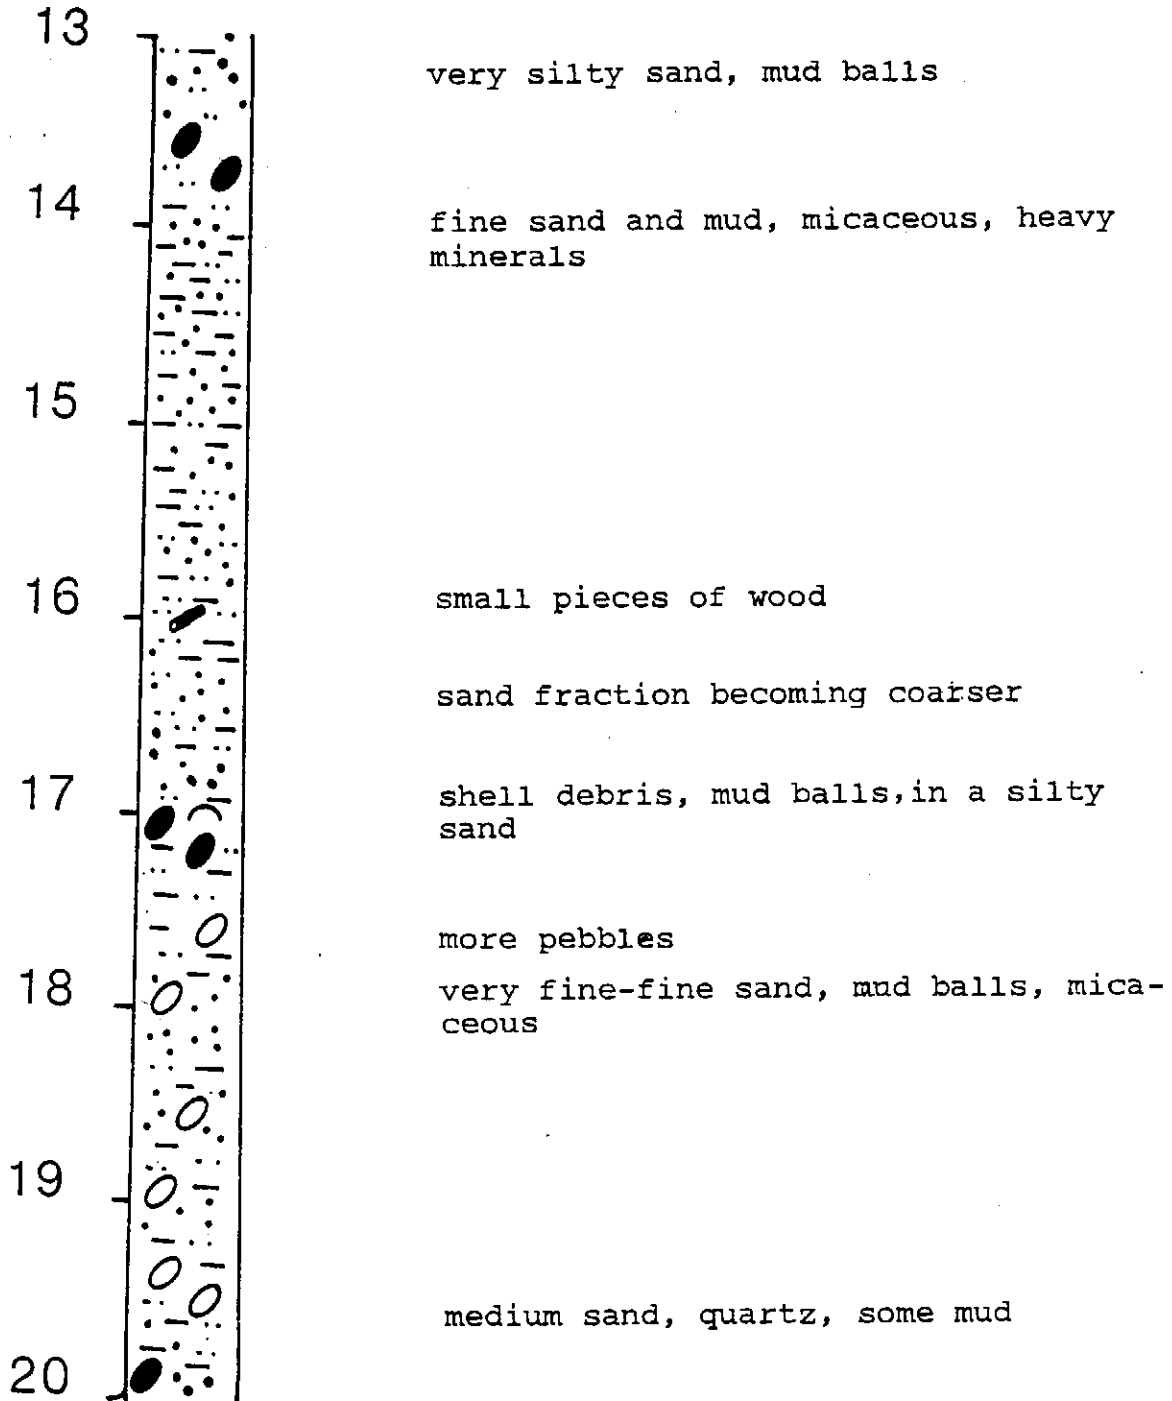 13
very silty sand, mud balls
14
fine sand and mud, micaceous, heavy
minerals
15
16
small pieces of wood
sand fraction becoming coarser
17
shell debris, mud balls,in a silty
sand
more pebbles
18
very fine-fine sand, mud balls, mica-
ceous
19
medium sand, quartz, some mud
20